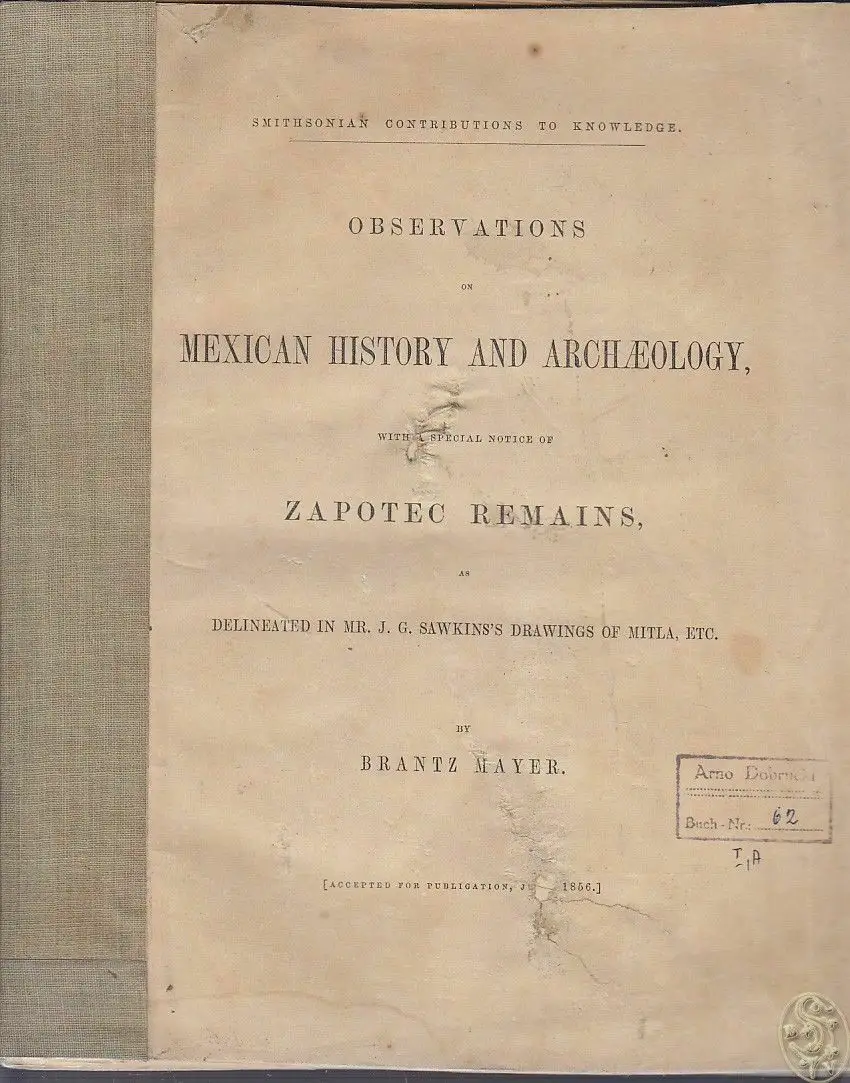 SMITHSONIAN CONTRIBUTIONS TO KNOWLEDGE.
OBSERVATIONS
ON
MEXICAN HISTORY AND ARCHÆOLOGY,
WITH A SPECIAL NOTICE OF
ZAPOTEC REMAINS,
AS
DELINEATED IN MR. J. G. SAWKINS'S DRAWINGS OF MITLA, ETC.
BY
BRANTZ MAYER.
Arno
Buch-Nr.: 62
I, A
[ACCEPTED FOR PUBLICATION, 1856.]